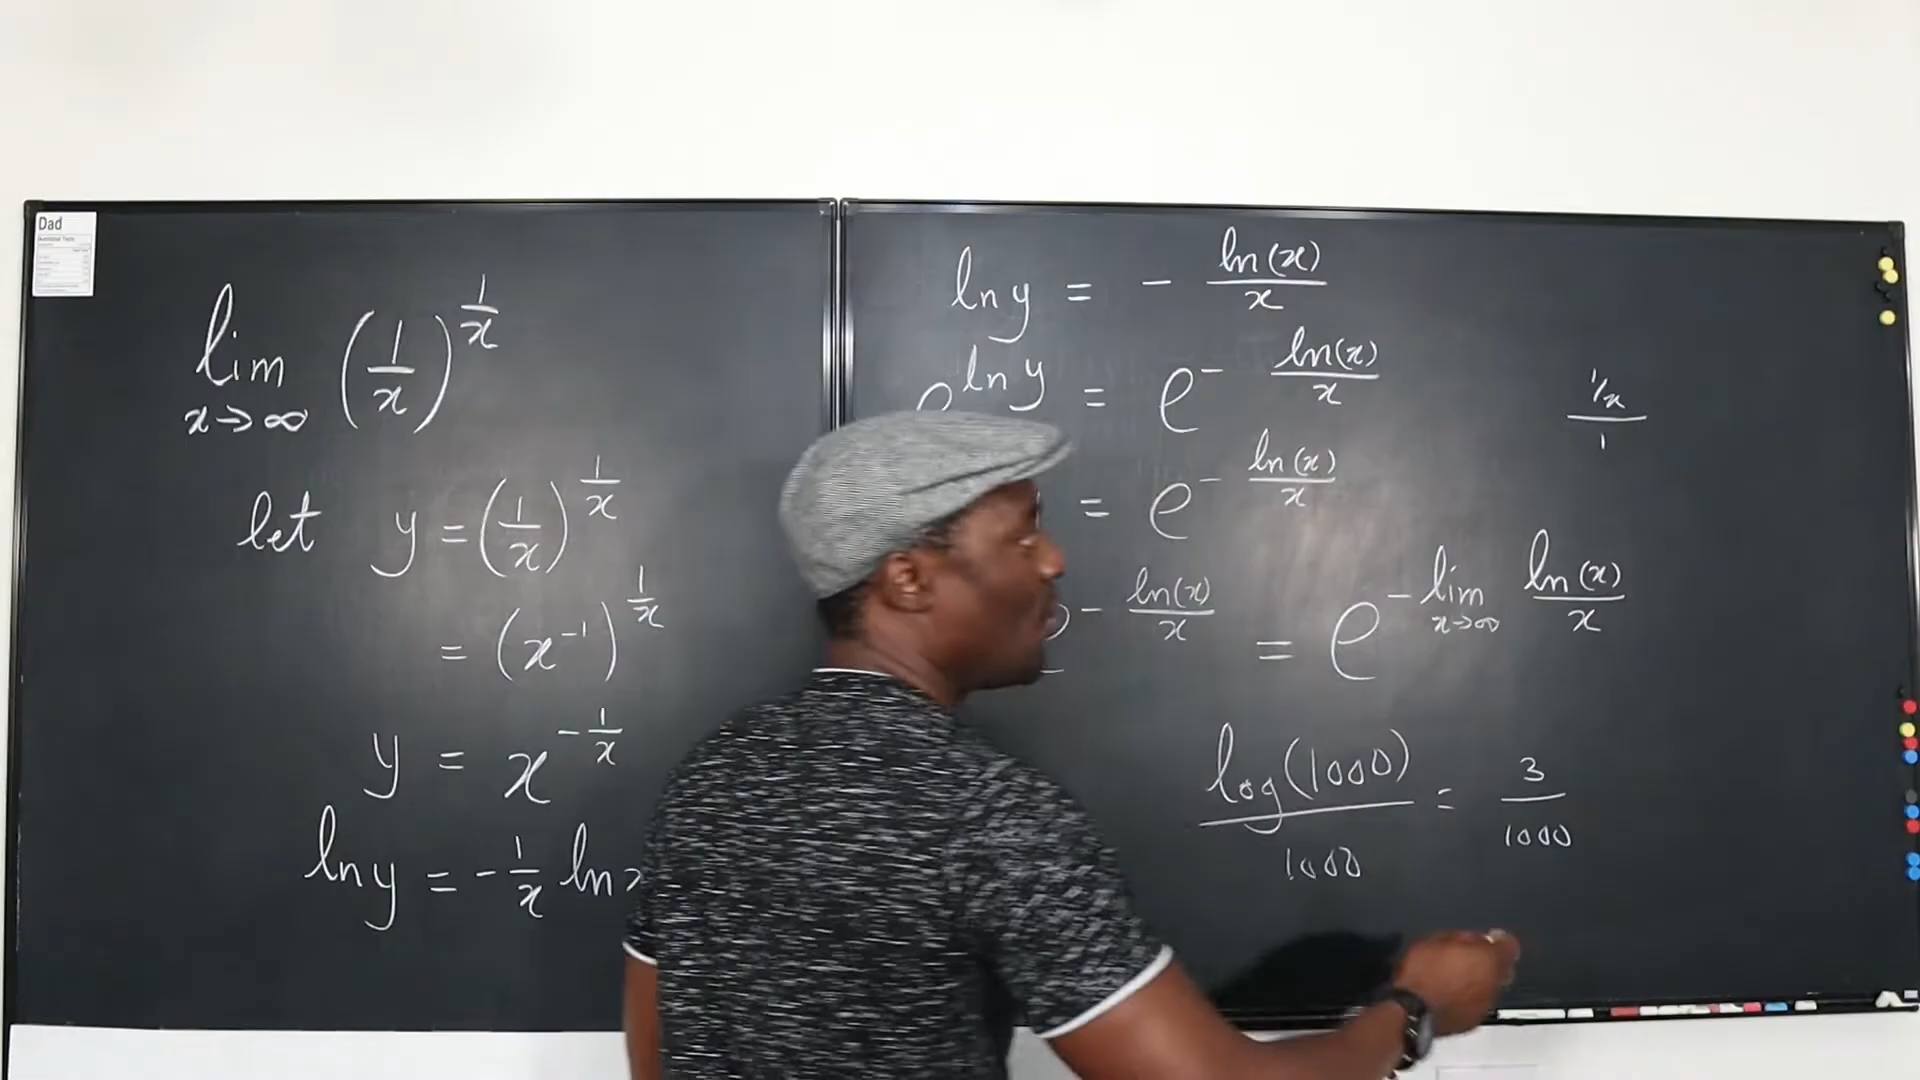 Dad
lim x→∞ (1/x)^(1/x)
let y = (1/x)^(1/x)
= (x^-1)^(1/x)
y = x^(-1/x)
ln y = - 1/x ln
ln y = - ln(x)/x
e^(ln y) = e^(- ln(x)/x)
1/x / 1
= e^(- ln(x)/x)
- ln(x)/x = e^(- lim x→∞ ln(x)/x)
log(1000)/1000 = 3/1000